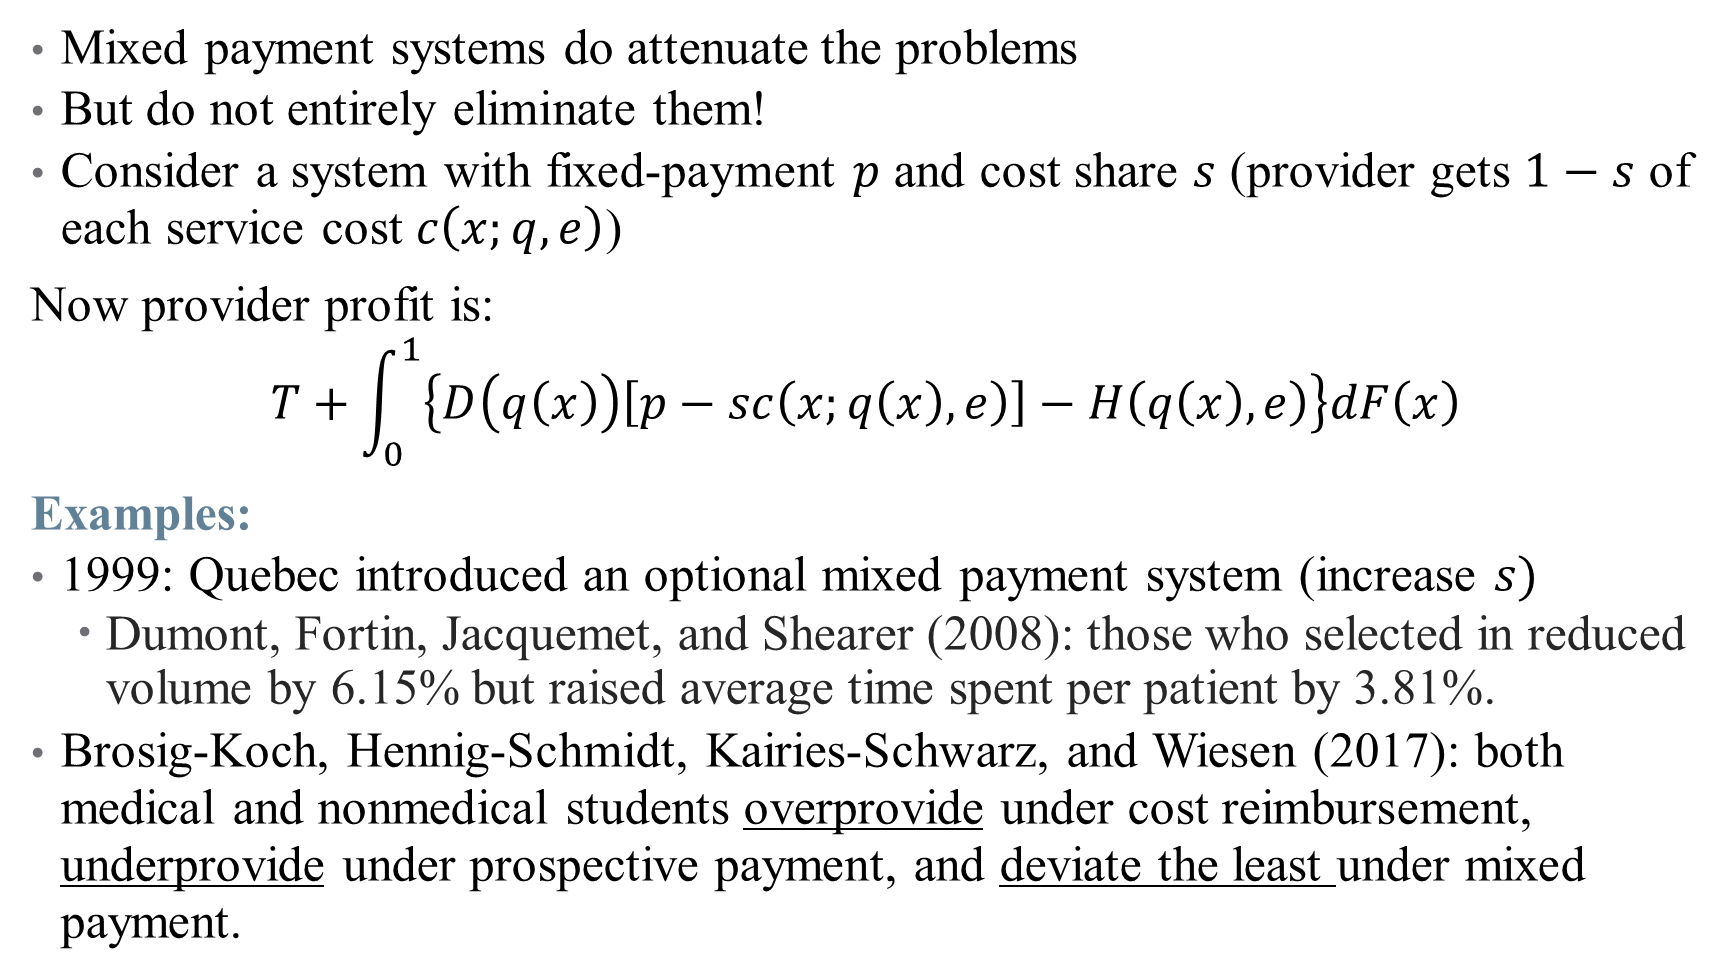 • Mixed payment systems do attenuate the problems
• But do not entirely eliminate them!
• Consider a system with fixed-payment p and cost share s (provider gets 1 − s of
each service cost c(x; q, e))
Now provider profit is:
T + ∫₀¹ {D(q(x))[p − sc(x; q(x), e)] − H(q(x), e)}dF(x)
Examples:
• 1999: Quebec introduced an optional mixed payment system (increase s)
• Dumont, Fortin, Jacquemet, and Shearer (2008): those who selected in reduced
volume by 6.15% but raised average time spent per patient by 3.81%.
• Brosig-Koch, Hennig-Schmidt, Kairies-Schwarz, and Wiesen (2017): both
medical and nonmedical students overprovide under cost reimbursement,
underprovide under prospective payment, and deviate the least under mixed
payment.